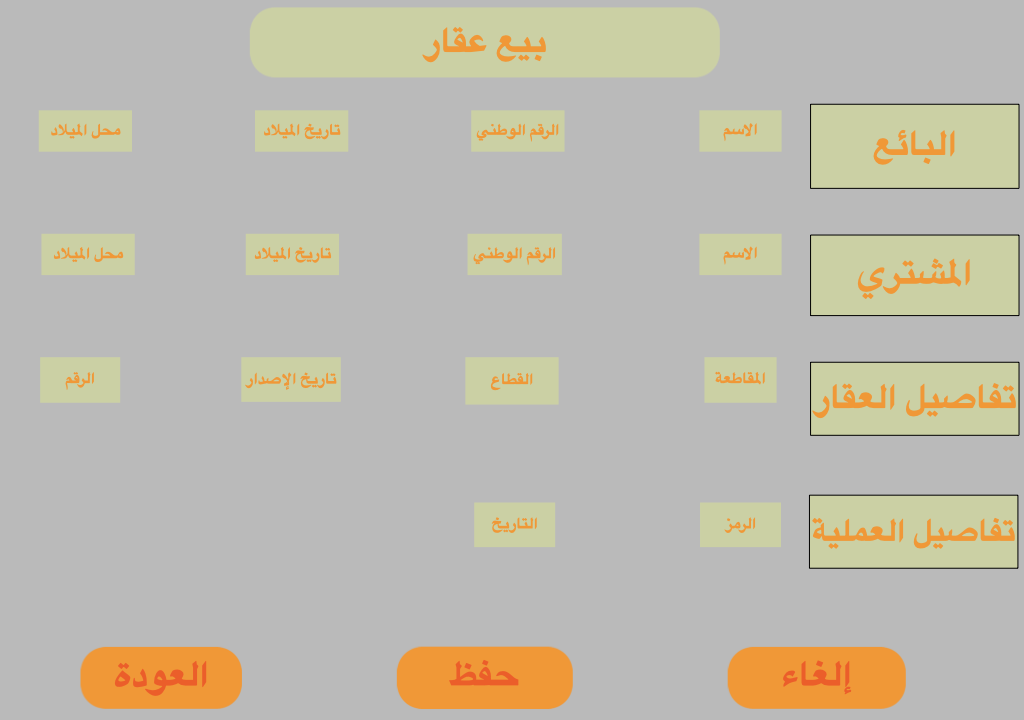 بيع عقار
البائع
الاسم
الرقم الوطني
تاريخ الميلاد
محل الميلاد
المشتري
الاسم
الرقم الوطني
تاريخ الميلاد
محل الميلاد
تفاصيل العقار
المقاطعة
القطاع
تاريخ الإصدار
الرقم
تفاصيل العملية
الرمز
التاريخ
إلغاء
حفظ
العودة